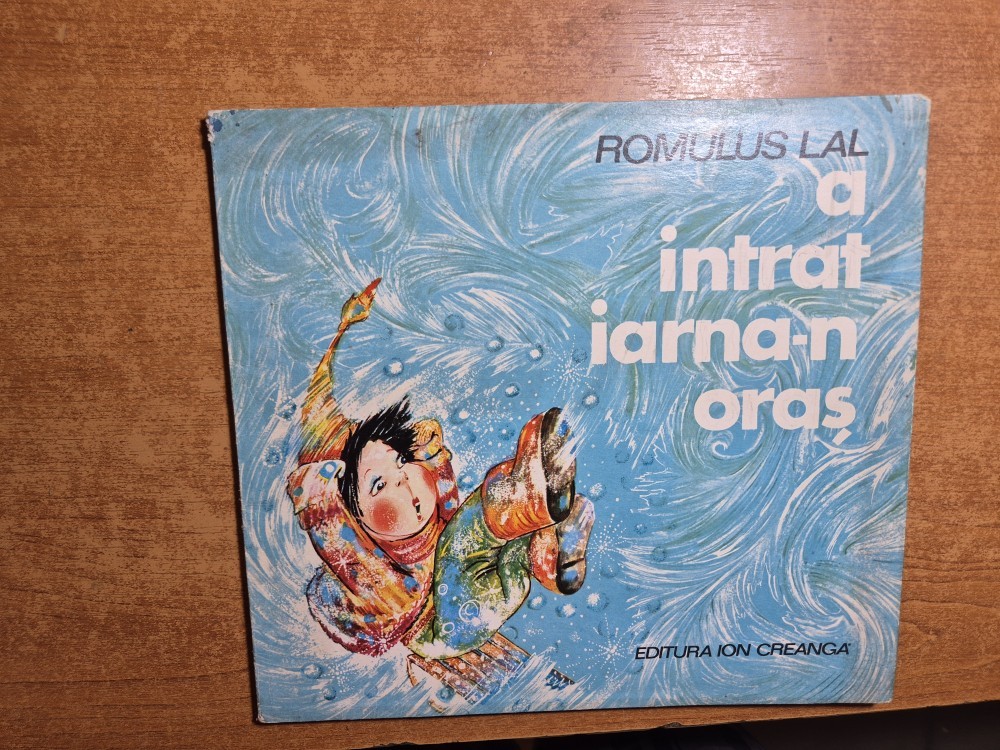 ROMULUS LAL
a
intrat
iarna-n
oraș
EDITURA ION CREANGĂ